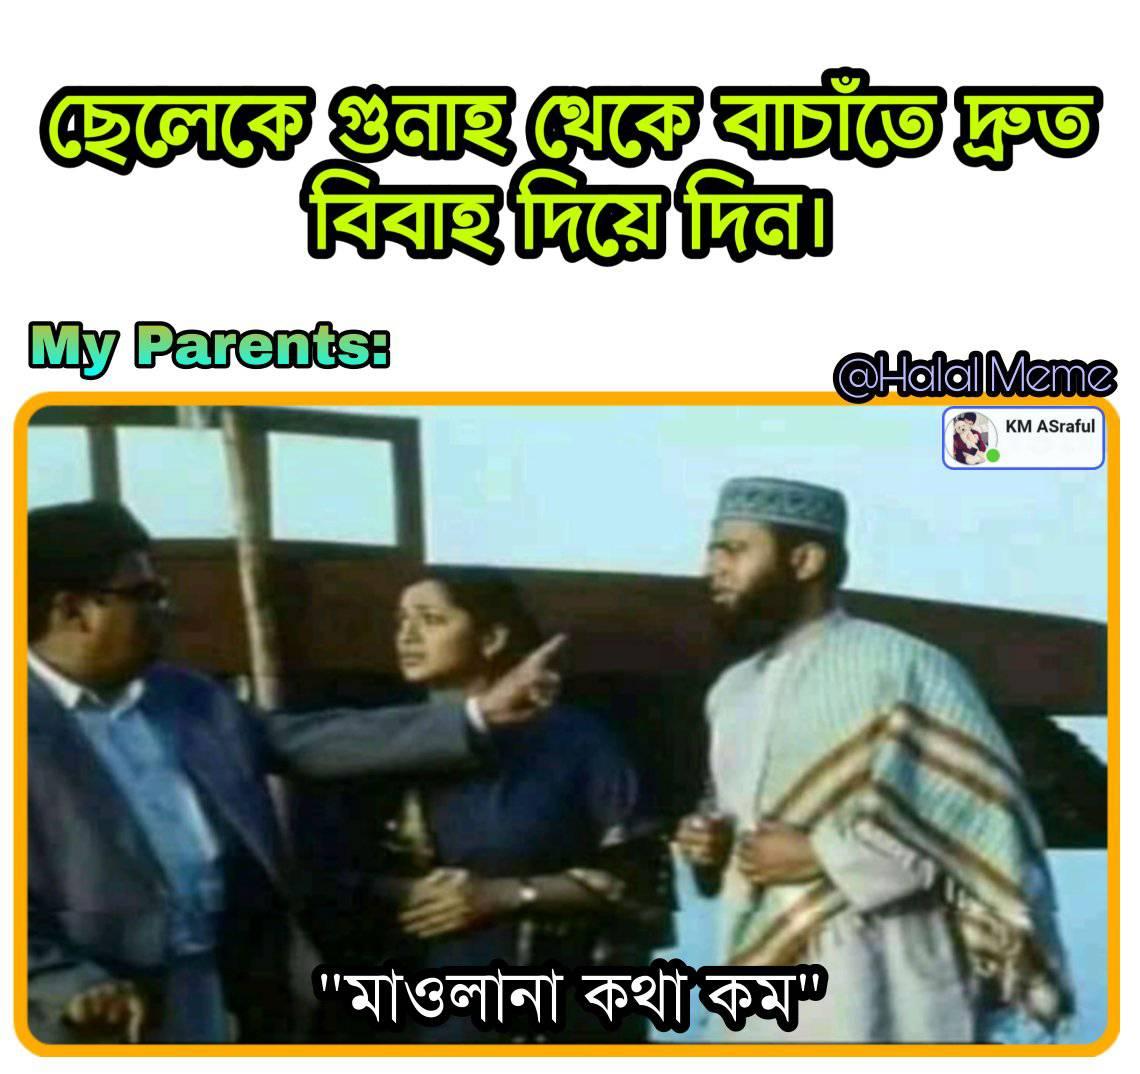 ছেলেকে গুনাহ থেকে বাচাঁতে দ্রুত
বিবাহ দিয়ে দিন।
My Parents:
@Halal Meme
KM ASraful
"মাওলানা কথা কম"